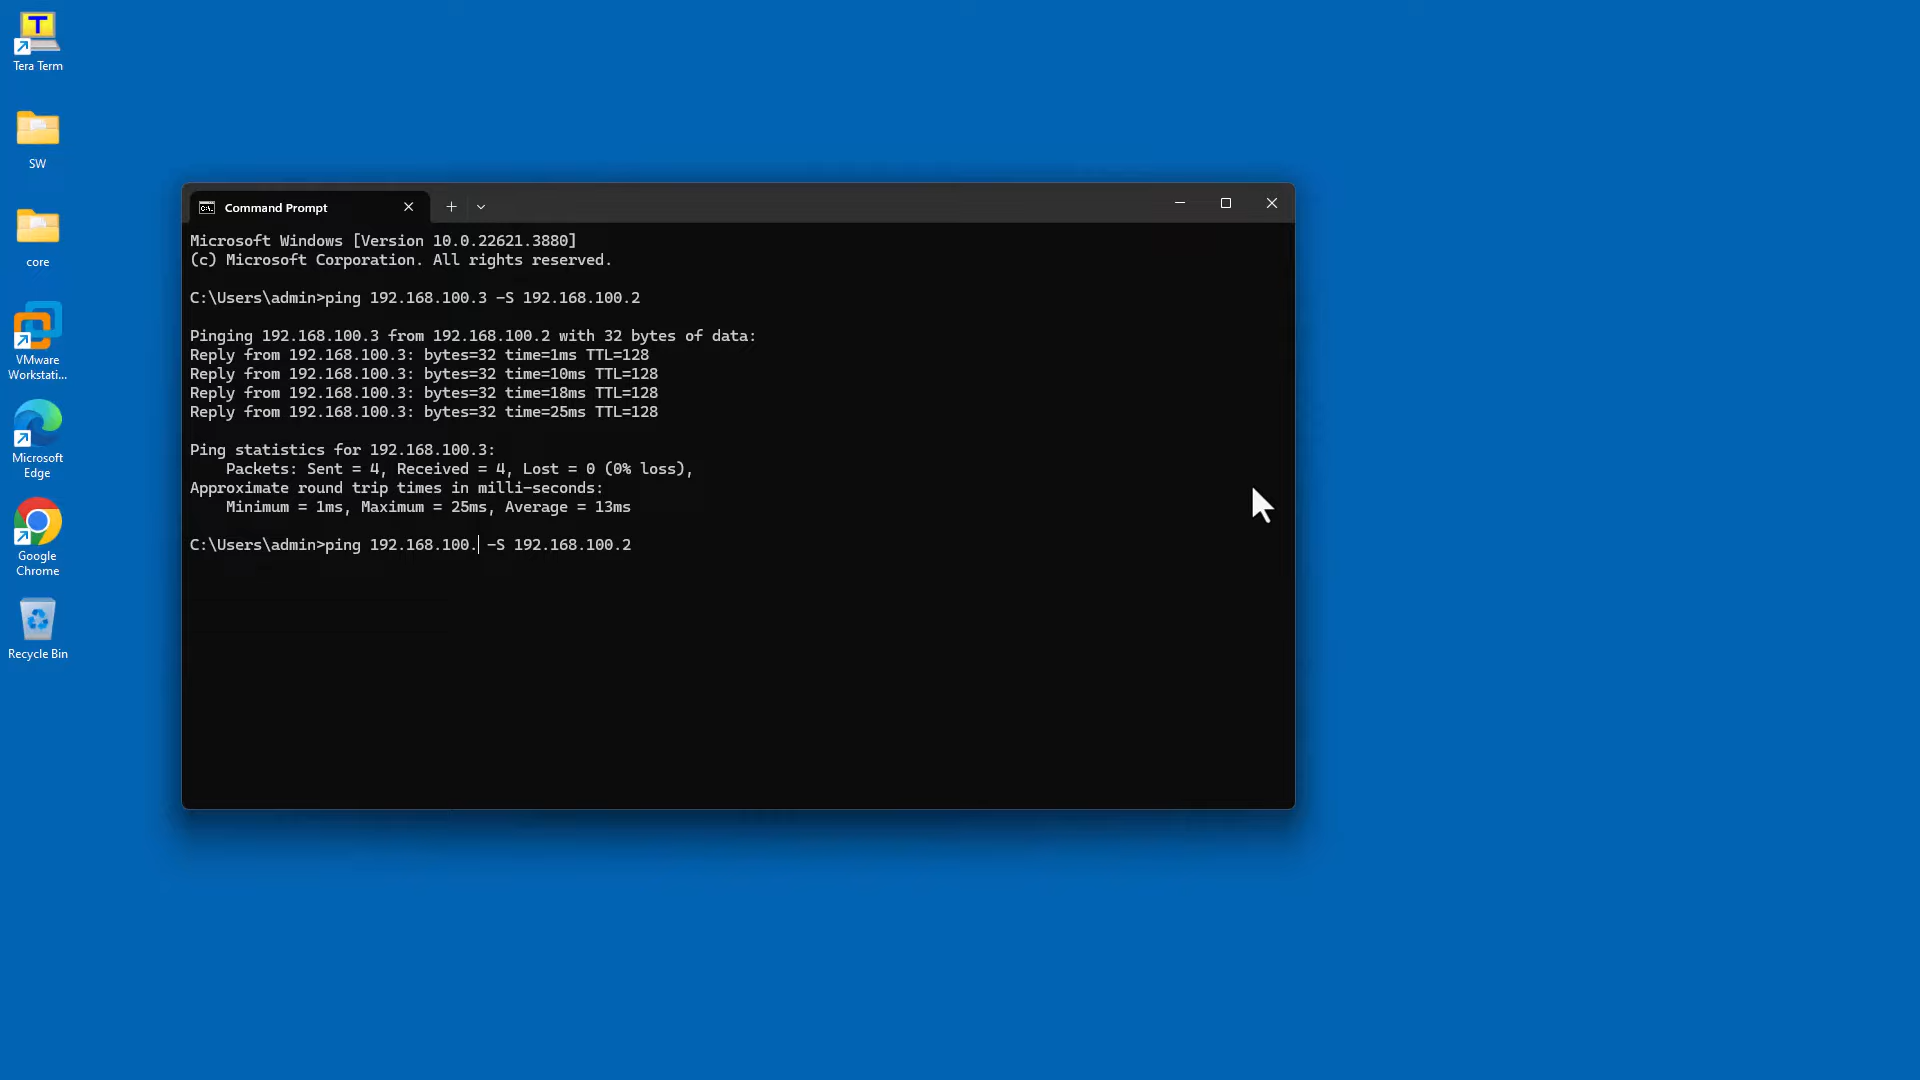 T
Tera Term
SW
core
VMware
Workstati...
Microsoft
Edge
Google
Chrome
Recycle Bin
Command Prompt
Microsoft Windows [Version 10.0.22621.3880]
(c) Microsoft Corporation. All rights reserved.
C:\Users\admin>ping 192.168.100.3 -S 192.168.100.2
Pinging 192.168.100.3 from 192.168.100.2 with 32 bytes of data:
Reply from 192.168.100.3: bytes=32 time=1ms TTL=128
Reply from 192.168.100.3: bytes=32 time=10ms TTL=128
Reply from 192.168.100.3: bytes=32 time=18ms TTL=128
Reply from 192.168.100.3: bytes=32 time=25ms TTL=128
Ping statistics for 192.168.100.3:
    Packets: Sent = 4, Received = 4, Lost = 0 (0% loss),
Approximate round trip times in milli-seconds:
    Minimum = 1ms, Maximum = 25ms, Average = 13ms
C:\Users\admin>ping 192.168.100. -S 192.168.100.2